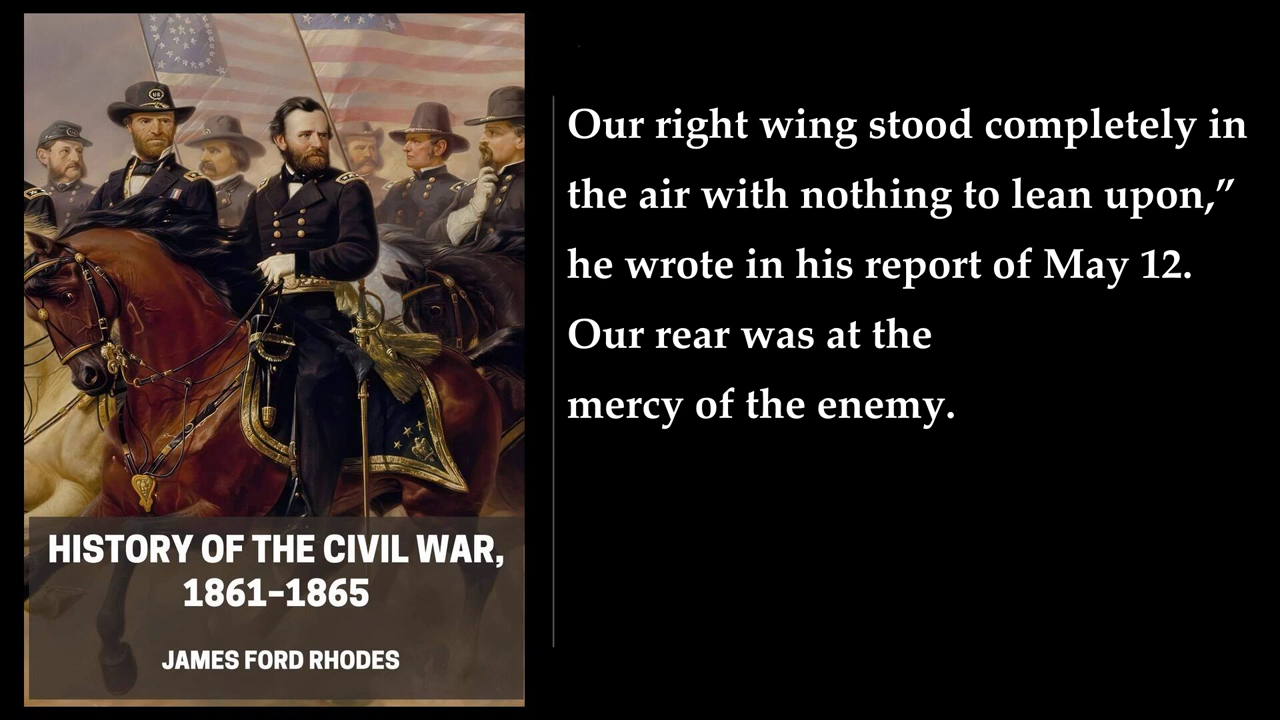 Our right wing stood completely in
the air with nothing to lean upon,”
he wrote in his report of May 12.
Our rear was at the
mercy of the enemy.
HISTORY OF THE CIVIL WAR,
1861–1865
JAMES FORD RHODES